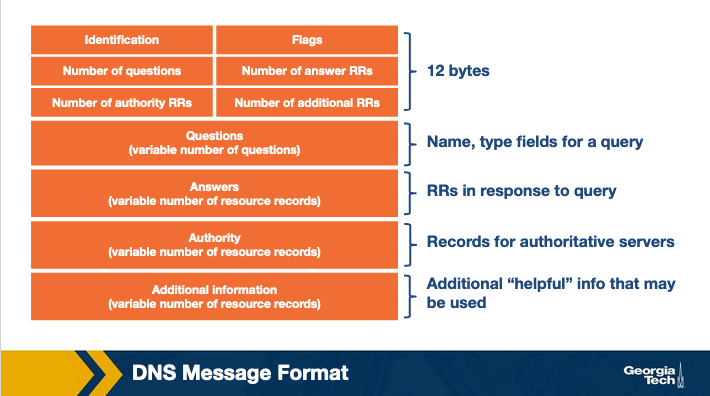 Identification
Flags
Number of questions
Number of answer RRs
12 bytes
Number of authority RRs
Number of additional RRs
Questions
(variable number of questions)
Name, type fields for a query
Answers
(variable number of resource records)
RRs in response to query
Authority
(variable number of resource records)
Records for authoritative servers
Additional information
(variable number of resource records)
Additional “helpful” info that may
be used
DNS Message Format
Georgia
Tech